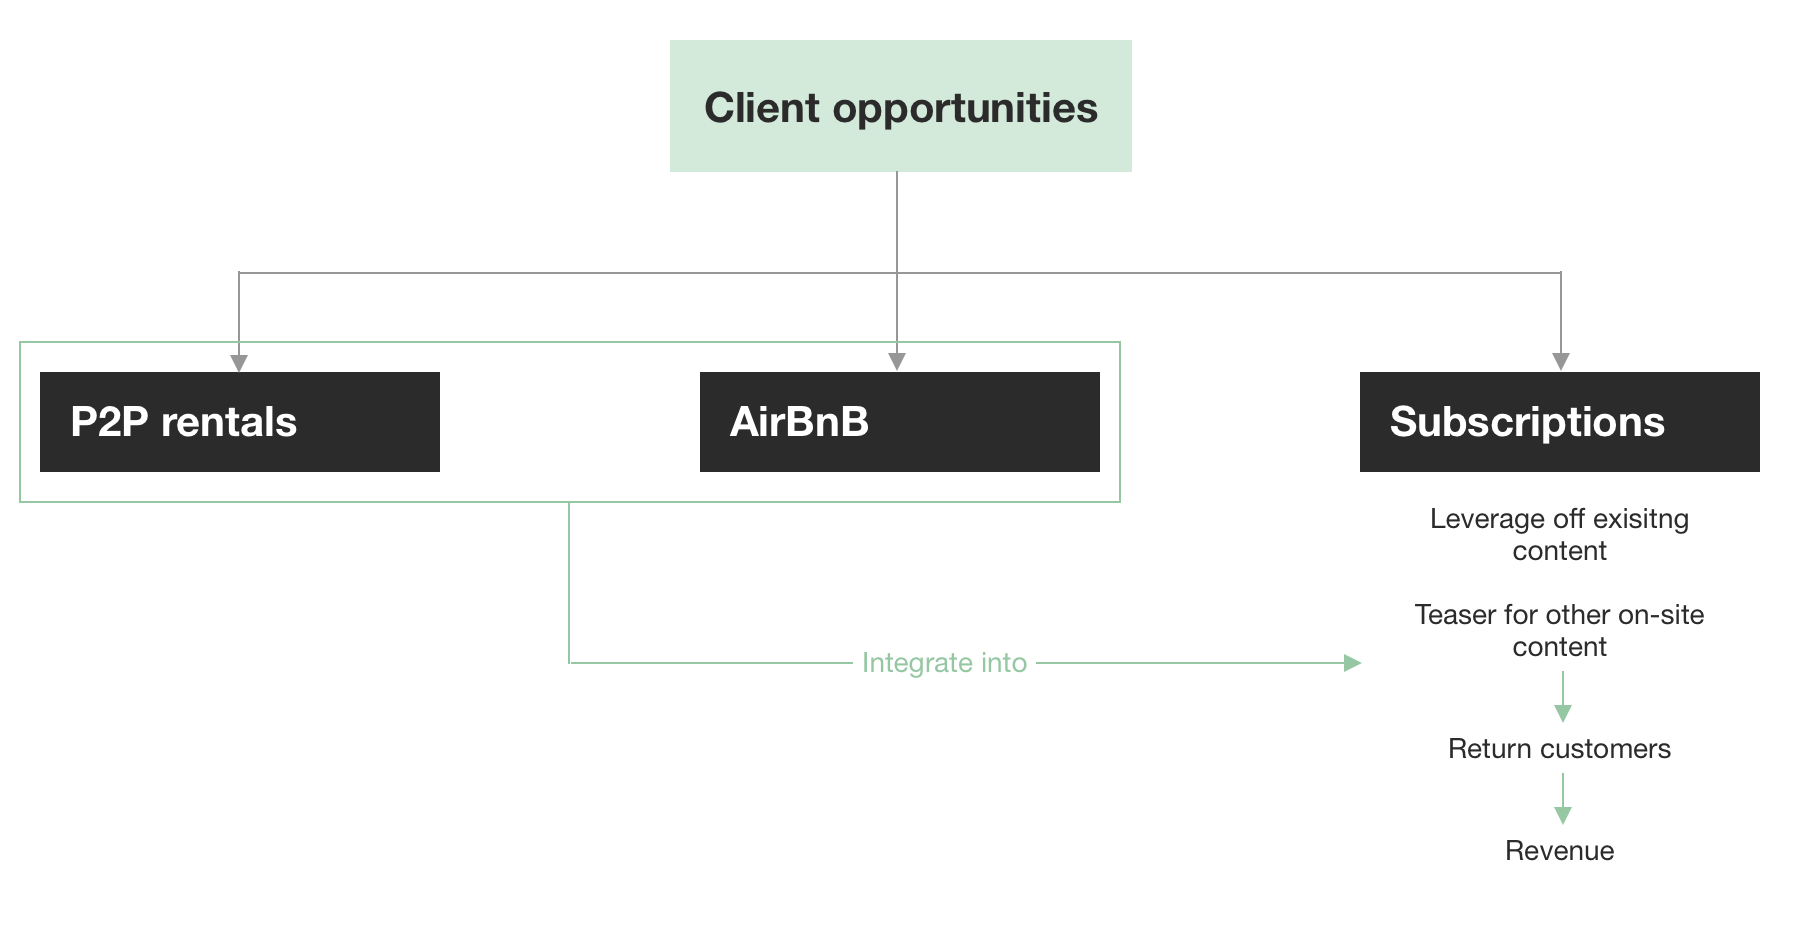 Client opportunities
P2P rentals
AirBnB
Subscriptions
Leverage off exisitng
content
Teaser for other on-site
content
Integrate into
Return customers
Revenue